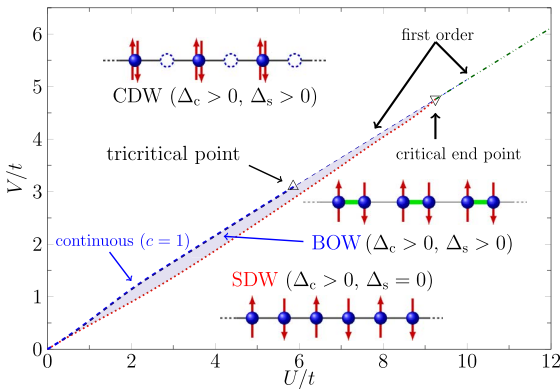 first order
CDW (Δc > 0, Δs > 0)
critical end point
tricritical point
continuous (c = 1)
BOW (Δc > 0, Δs > 0)
SDW (Δc > 0, Δs = 0)
V/t
6
5
4
3
2
1
0
0
2
4
6
8
10
12
U/t